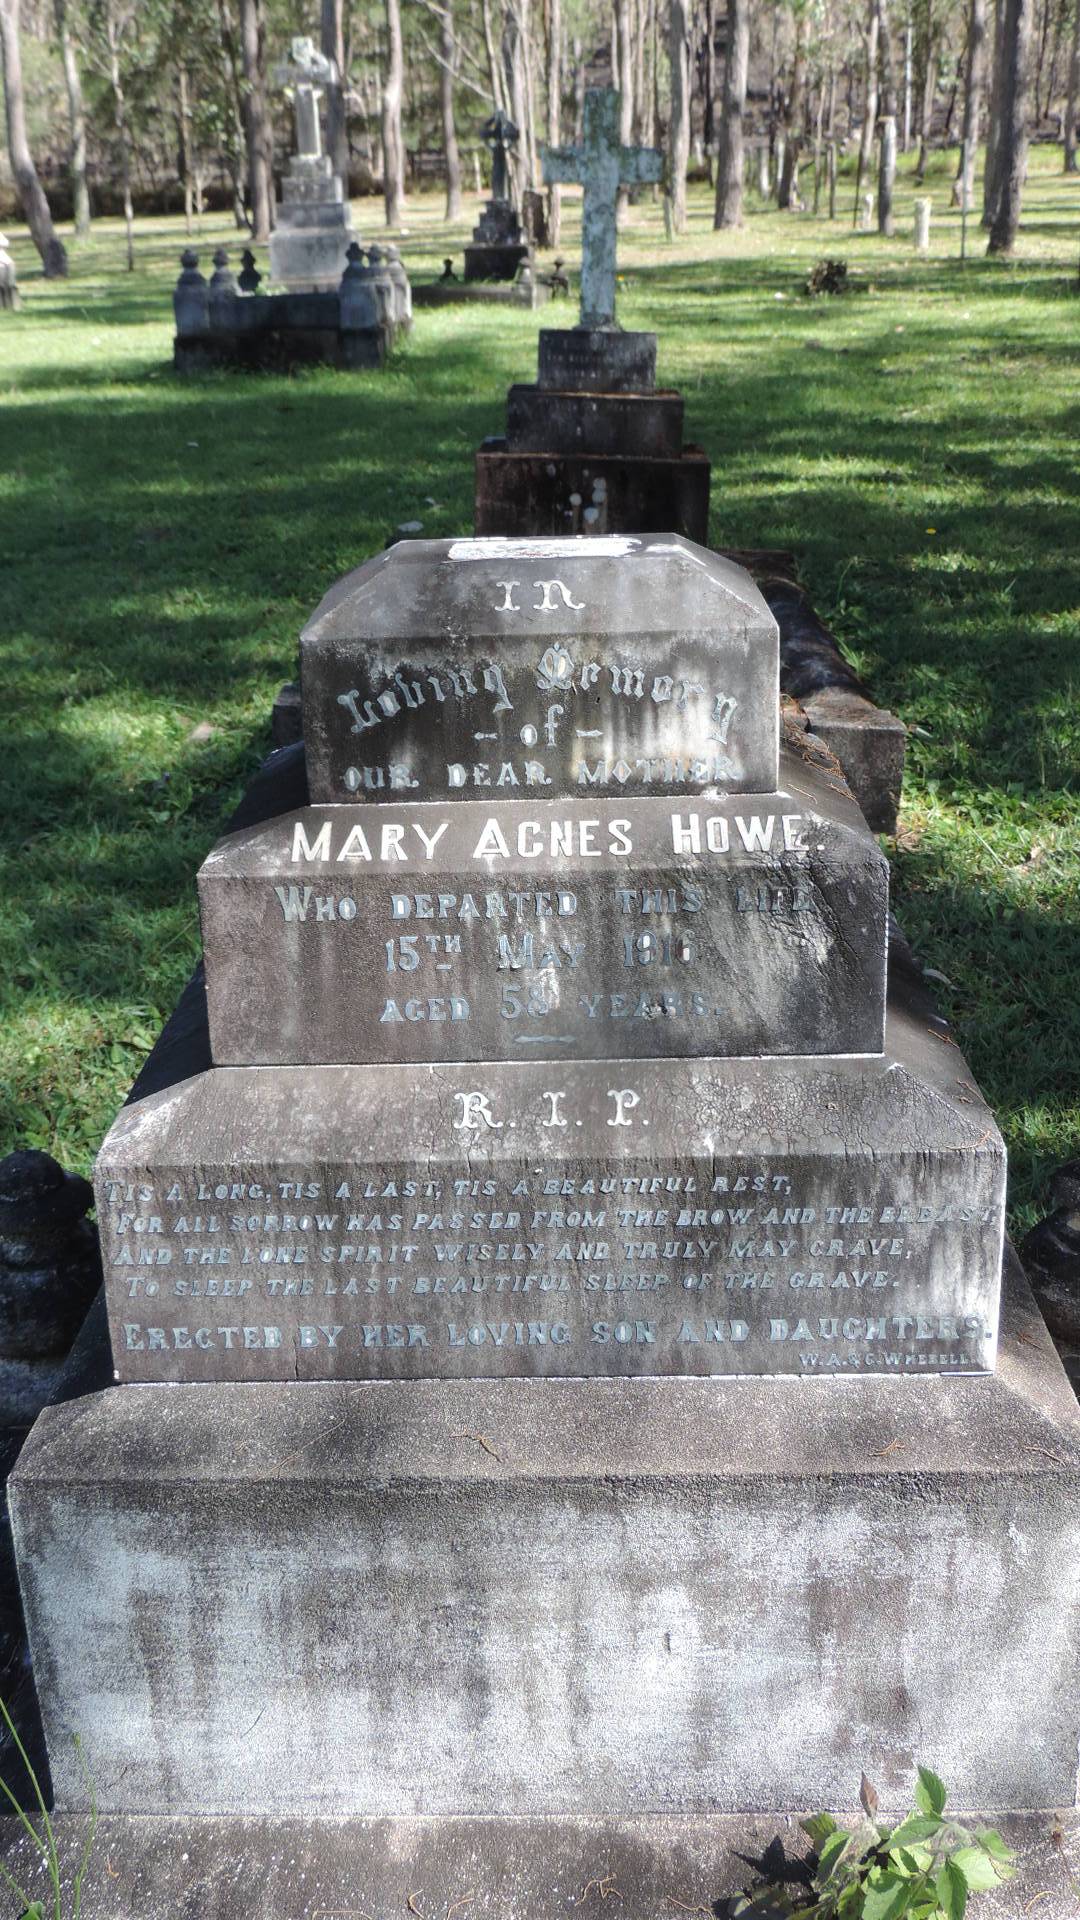 IN
Loving Memory
- of -
OUR DEAR MOTHER
MARY AGNES HOWE.
WHO DEPARTED THIS LIFE
15TH MAY 1916
AGED 58 YEARS.
R. I. P.
TIS A LONG, TIS A LAST, TIS A BEAUTIFUL REST,
FOR ALL SORROW HAS PASSED FROM THE BROW AND THE BREAST,
AND THE LONE SPIRIT WISELY AND TRULY MAY CRAVE,
TO SLEEP THE LAST BEAUTIFUL SLEEP OF THE GRAVE.
ERECTED BY HER LOVING SON AND DAUGHTERS.
W. A. & G. WHEBELL